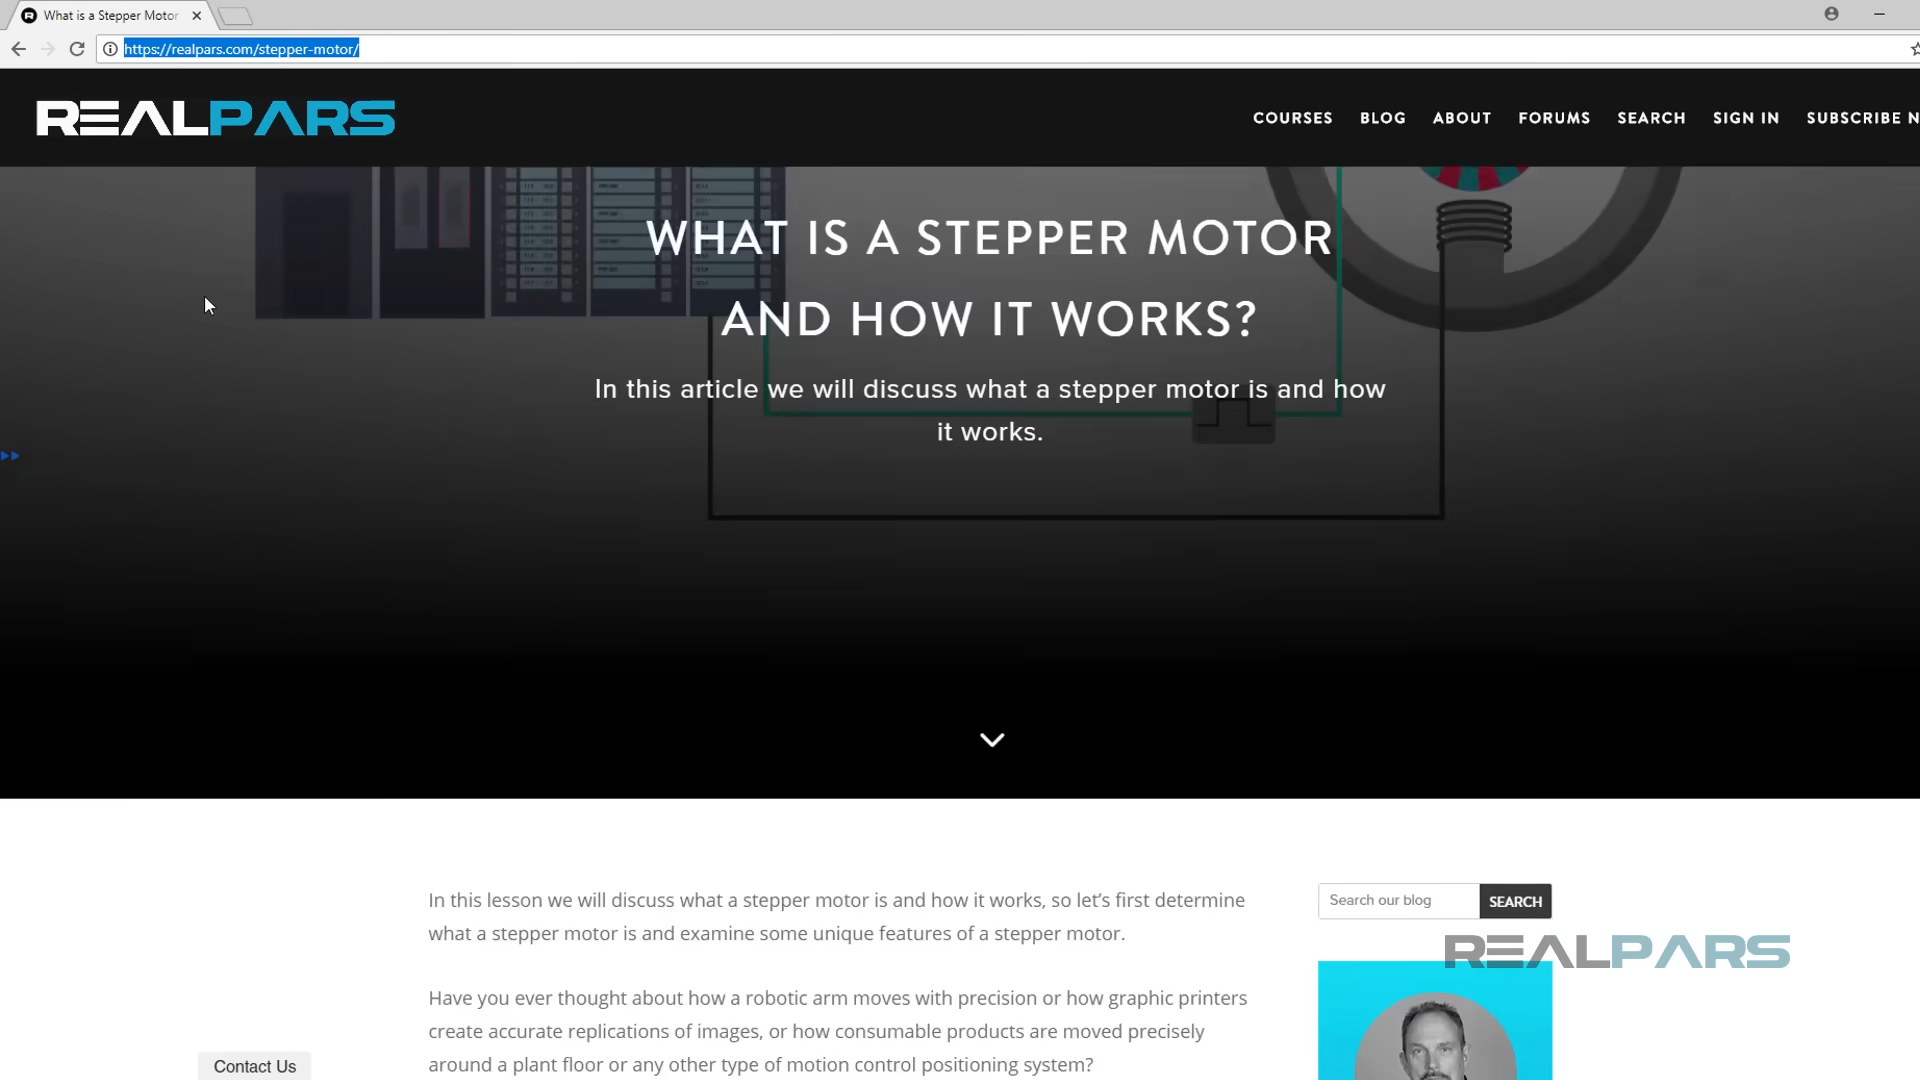 What is a Stepper Motor
https://realpars.com/stepper-motor/
REALPARS
COURSES BLOG ABOUT FORUMS SEARCH SIGN IN SUBSCRIBE N
WHAT IS A STEPPER MOTOR
AND HOW IT WORKS?
In this article we will discuss what a stepper motor is and how
it works.
In this lesson we will discuss what a stepper motor is and how it works, so let’s first determine
what a stepper motor is and examine some unique features of a stepper motor.
Have you ever thought about how a robotic arm moves with precision or how graphic printers
create accurate replications of images, or how consumable products are moved precisely
around a plant floor or any other type of motion control positioning system?
Search our blog SEARCH
REALPARS
Contact Us